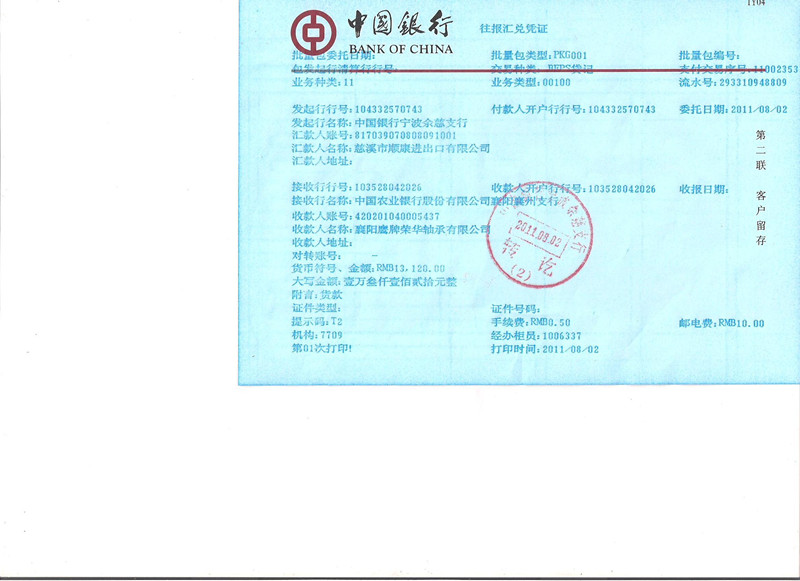 1Y04
中国银行 往报汇兑凭证
BANK OF CHINA
批量包委托日期: 批量包类型:PKG001 批量包编号:
包发起行清算行行号: 交易种类: BEPS贷记 支付交易序号:11002353
业务种类:11 业务类型:00100 流水号:293310948809
发起行行号:104332570743 付款人开户行行号:104332570743 委托日期:2011/08/02
发起行名称:中国银行宁波余慈支行
汇款人账号:817039070808091001
汇款人名称:慈溪市顺康进出口有限公司
汇款人地址:
接收行行号:103528042026 收款人开户行行号:103528042026 收报日期:
接收行名称:中国农业银行股份有限公司襄阳襄州支行
收款人账号:420201040005437
收款人名称:襄阳鹰牌荣华轴承有限公司
收款人地址:
对转账号: -
货币符号、金额:RMB13,120.00
大写金额:壹万叁仟壹佰贰拾元整
附言:货款
证件类型: 证件号码:
提示码:T2 手续费:RMB0.50 邮电费:RMB10.00
机构:7709 经办柜员:1006337
第01次打印! 打印时间:2011/08/02
第二联 客户留存
2011.08.02
转讫
(2)